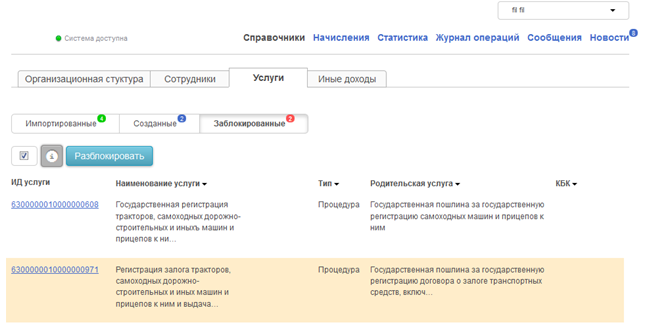 fil fil
Система доступна
Справочники Начисления Статистика Журнал операций Сообщения Новости 8
Организационная стуктура Сотрудники Услуги Иные доходы
Импортированные 4 Созданные 2 Заблокированные 2
Разблокировать
ИД услуги Наименование услуги Тип Родительская услуга КБК
6300000010000000608 Государственная регистрация Процедура Государственная пошлина за государственную
тракторов, самоходных дорожно- регистрацию самоходных машин и прицепов к
строительных и иныхъ машин и ним
прицепов к ни...
6300000010000000971 Регистрация залога тракторов, Процедура Государственная пошлина за государственную
самоходных дорожно- регистрацию договора о залоге транспортных
строительных и иных машин и средств, включ...
прицепов к ним и выдача...